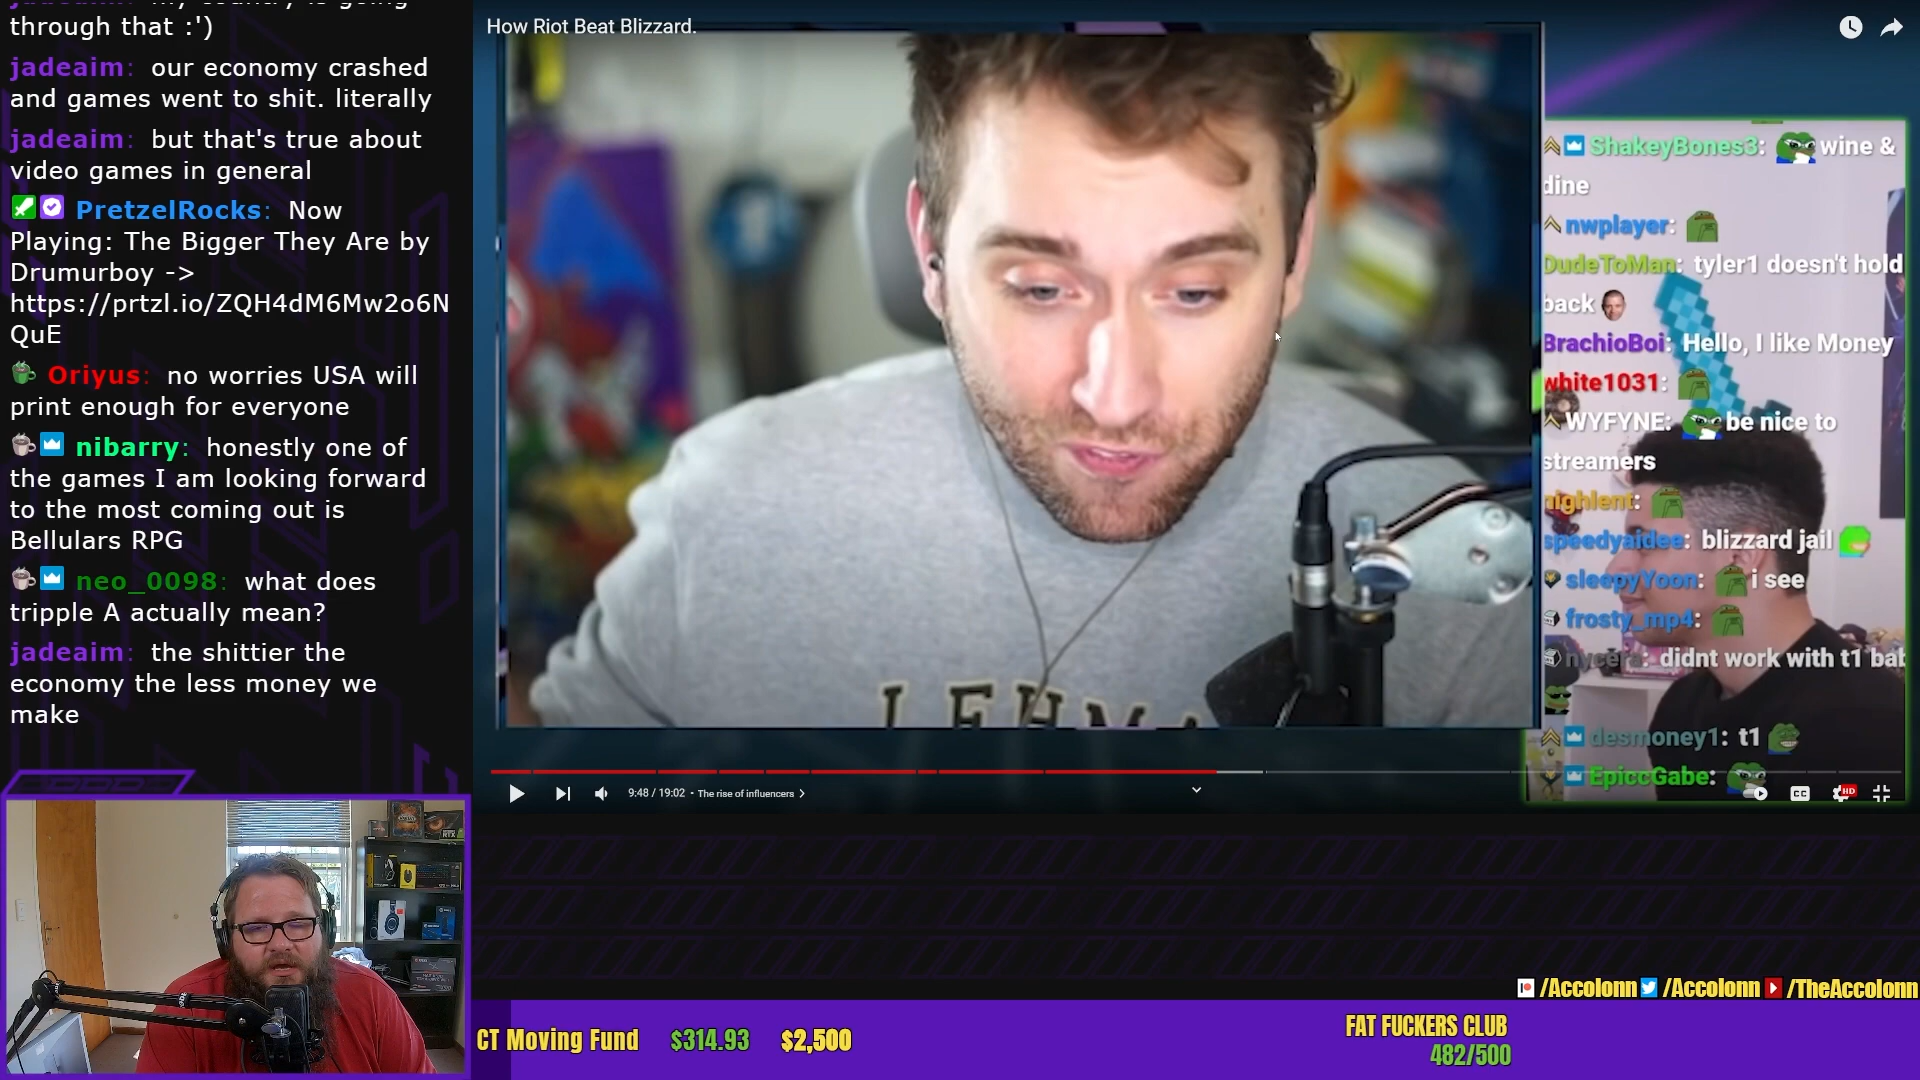 through that :')
jadeaim: our economy crashed
and games went to shit. literally
jadeaim: but that's true about
video games in general
PretzelRocks: Now
Playing: The Bigger They Are by
Drumurboy ->
https://prtzl.io/ZQH4dM6Mw2o6N
QuE
Oriyus: no worries USA will
print enough for everyone
nibarry: honestly one of
the games I am looking forward
to the most coming out is
Bellulars RPG
neo_0098: what does
tripple A actually mean?
jadeaim: the shittier the
economy the less money we
make
How Riot Beat Blizzard.
ShakeyBones3: wine &
dine
nwplayer:
DudeToMan: tyler1 doesn't hold
back
BrachioBoi: Hello, I like Money
white1031:
WYFYNE: be nice to
streamers
nighlent:
speedyaidee: blizzard jail
sleepyYoon: i see
frosty_mp4:
nycera: didnt work with t1 bab
desmoney1: t1
EpiccGabe:
9:48 / 19:02 • The rise of influencers >
CC
HD
/Accolonn /Accolonn /TheAccolonn
CT Moving Fund $314.93 $2,500
FAT FUCKERS CLUB
482/500